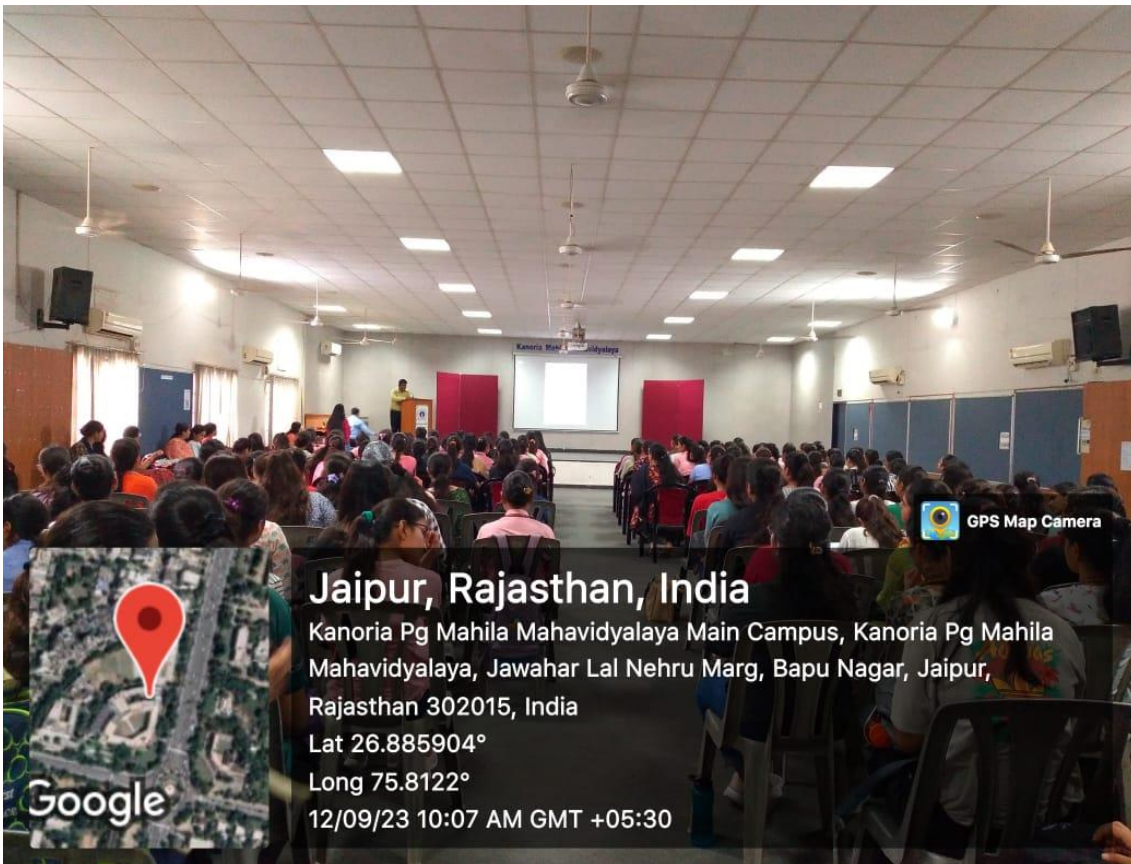 Kanoria Mahavidyalaya
GPS Map Camera
Jaipur, Rajasthan, India
Kanoria Pg Mahila Mahavidyalaya Main Campus, Kanoria Pg Mahila
Mahavidyalaya, Jawahar Lal Nehru Marg, Bapu Nagar, Jaipur,
Rajasthan 302015, India
Lat 26.885904°
Long 75.8122°
12/09/23 10:07 AM GMT +05:30
Google